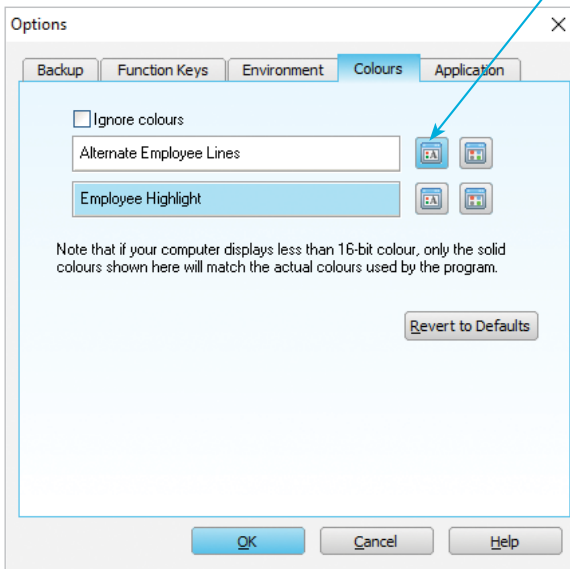 Options
Backup Function Keys Environment Colours Application
Ignore colours
Alternate Employee Lines
Employee Highlight
Note that if your computer displays less than 16-bit colour, only the solid
colours shown here will match the actual colours used by the program.
Revert to Defaults
OK Cancel Help